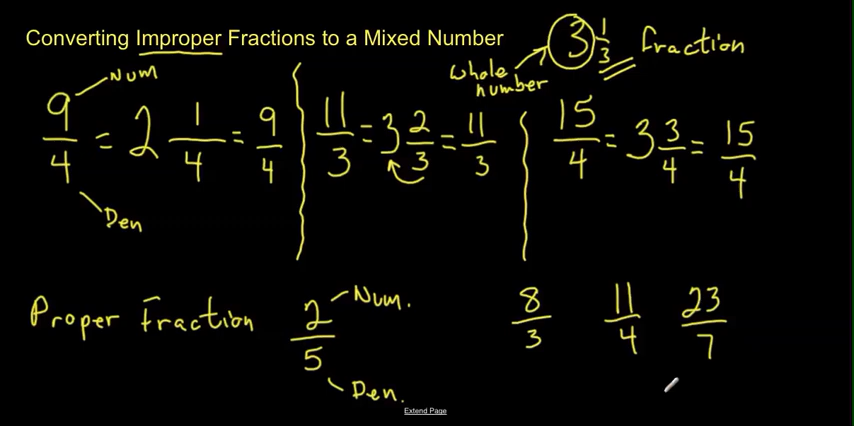 Converting Improper Fractions to a Mixed Number
3 1/3 fraction
whole
number
Num
9/4 = 2 1/4 = 9/4
Den
11/3 = 3 2/3 = 11/3
15/4 = 3 3/4 = 15/4
Proper Fraction 2/5
Num.
Den.
8/3 11/4 23/7
Extend Page